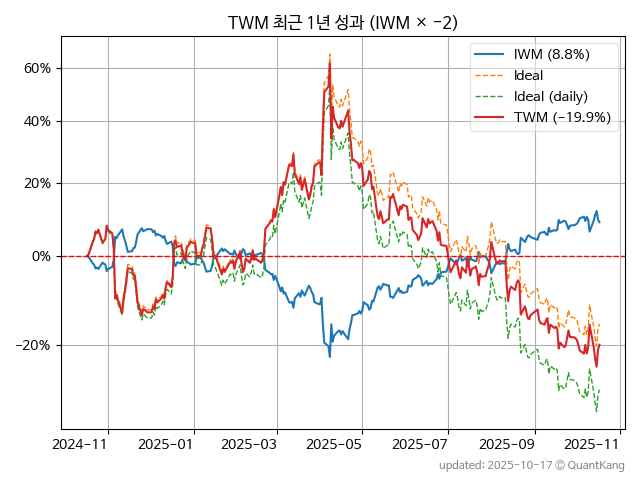 TWM 최근 1년 성과 (IWM × −2)
IWM (8.8%)
Ideal
Ideal (daily)
TWM (−19.9%)
60%
40%
20%
0%
−20%
2024−11
2025−01
2025−03
2025−05
2025−07
2025−09
2025−11
updated: 2025-10-17 © QuantKang